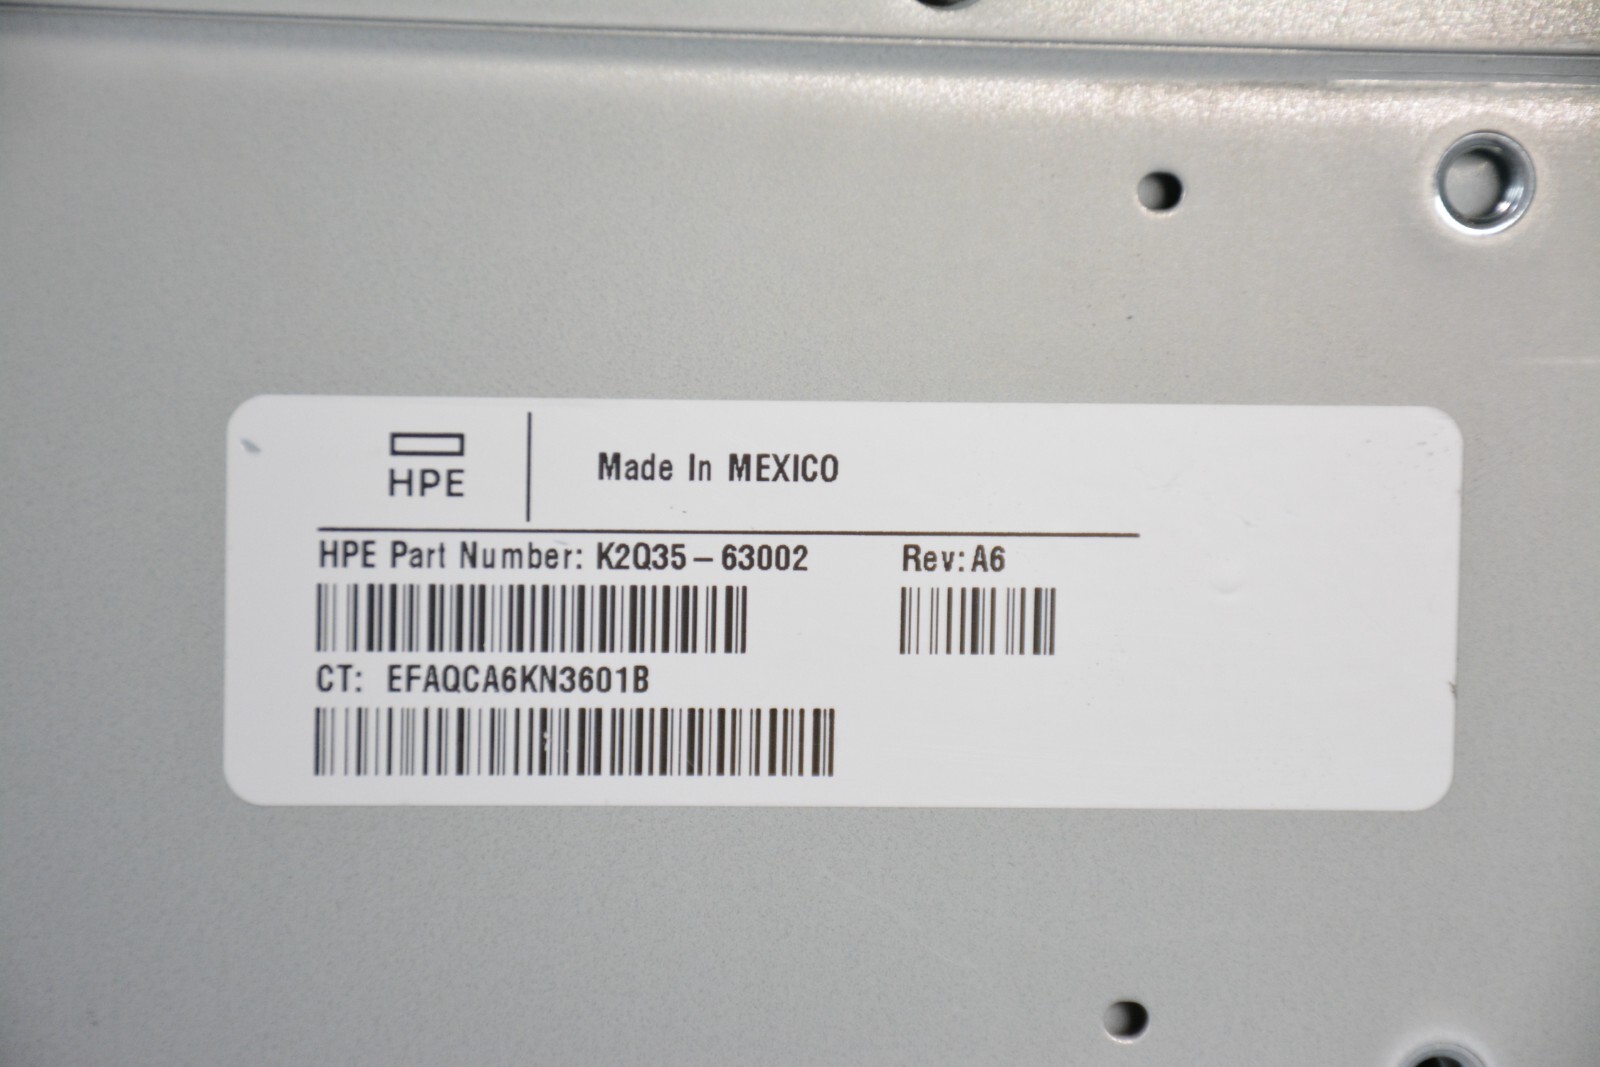 HPE
Made In MEXICO
HPE Part Number: K2Q35-63002 Rev: A6
CT: EFAQCA6KN3601B